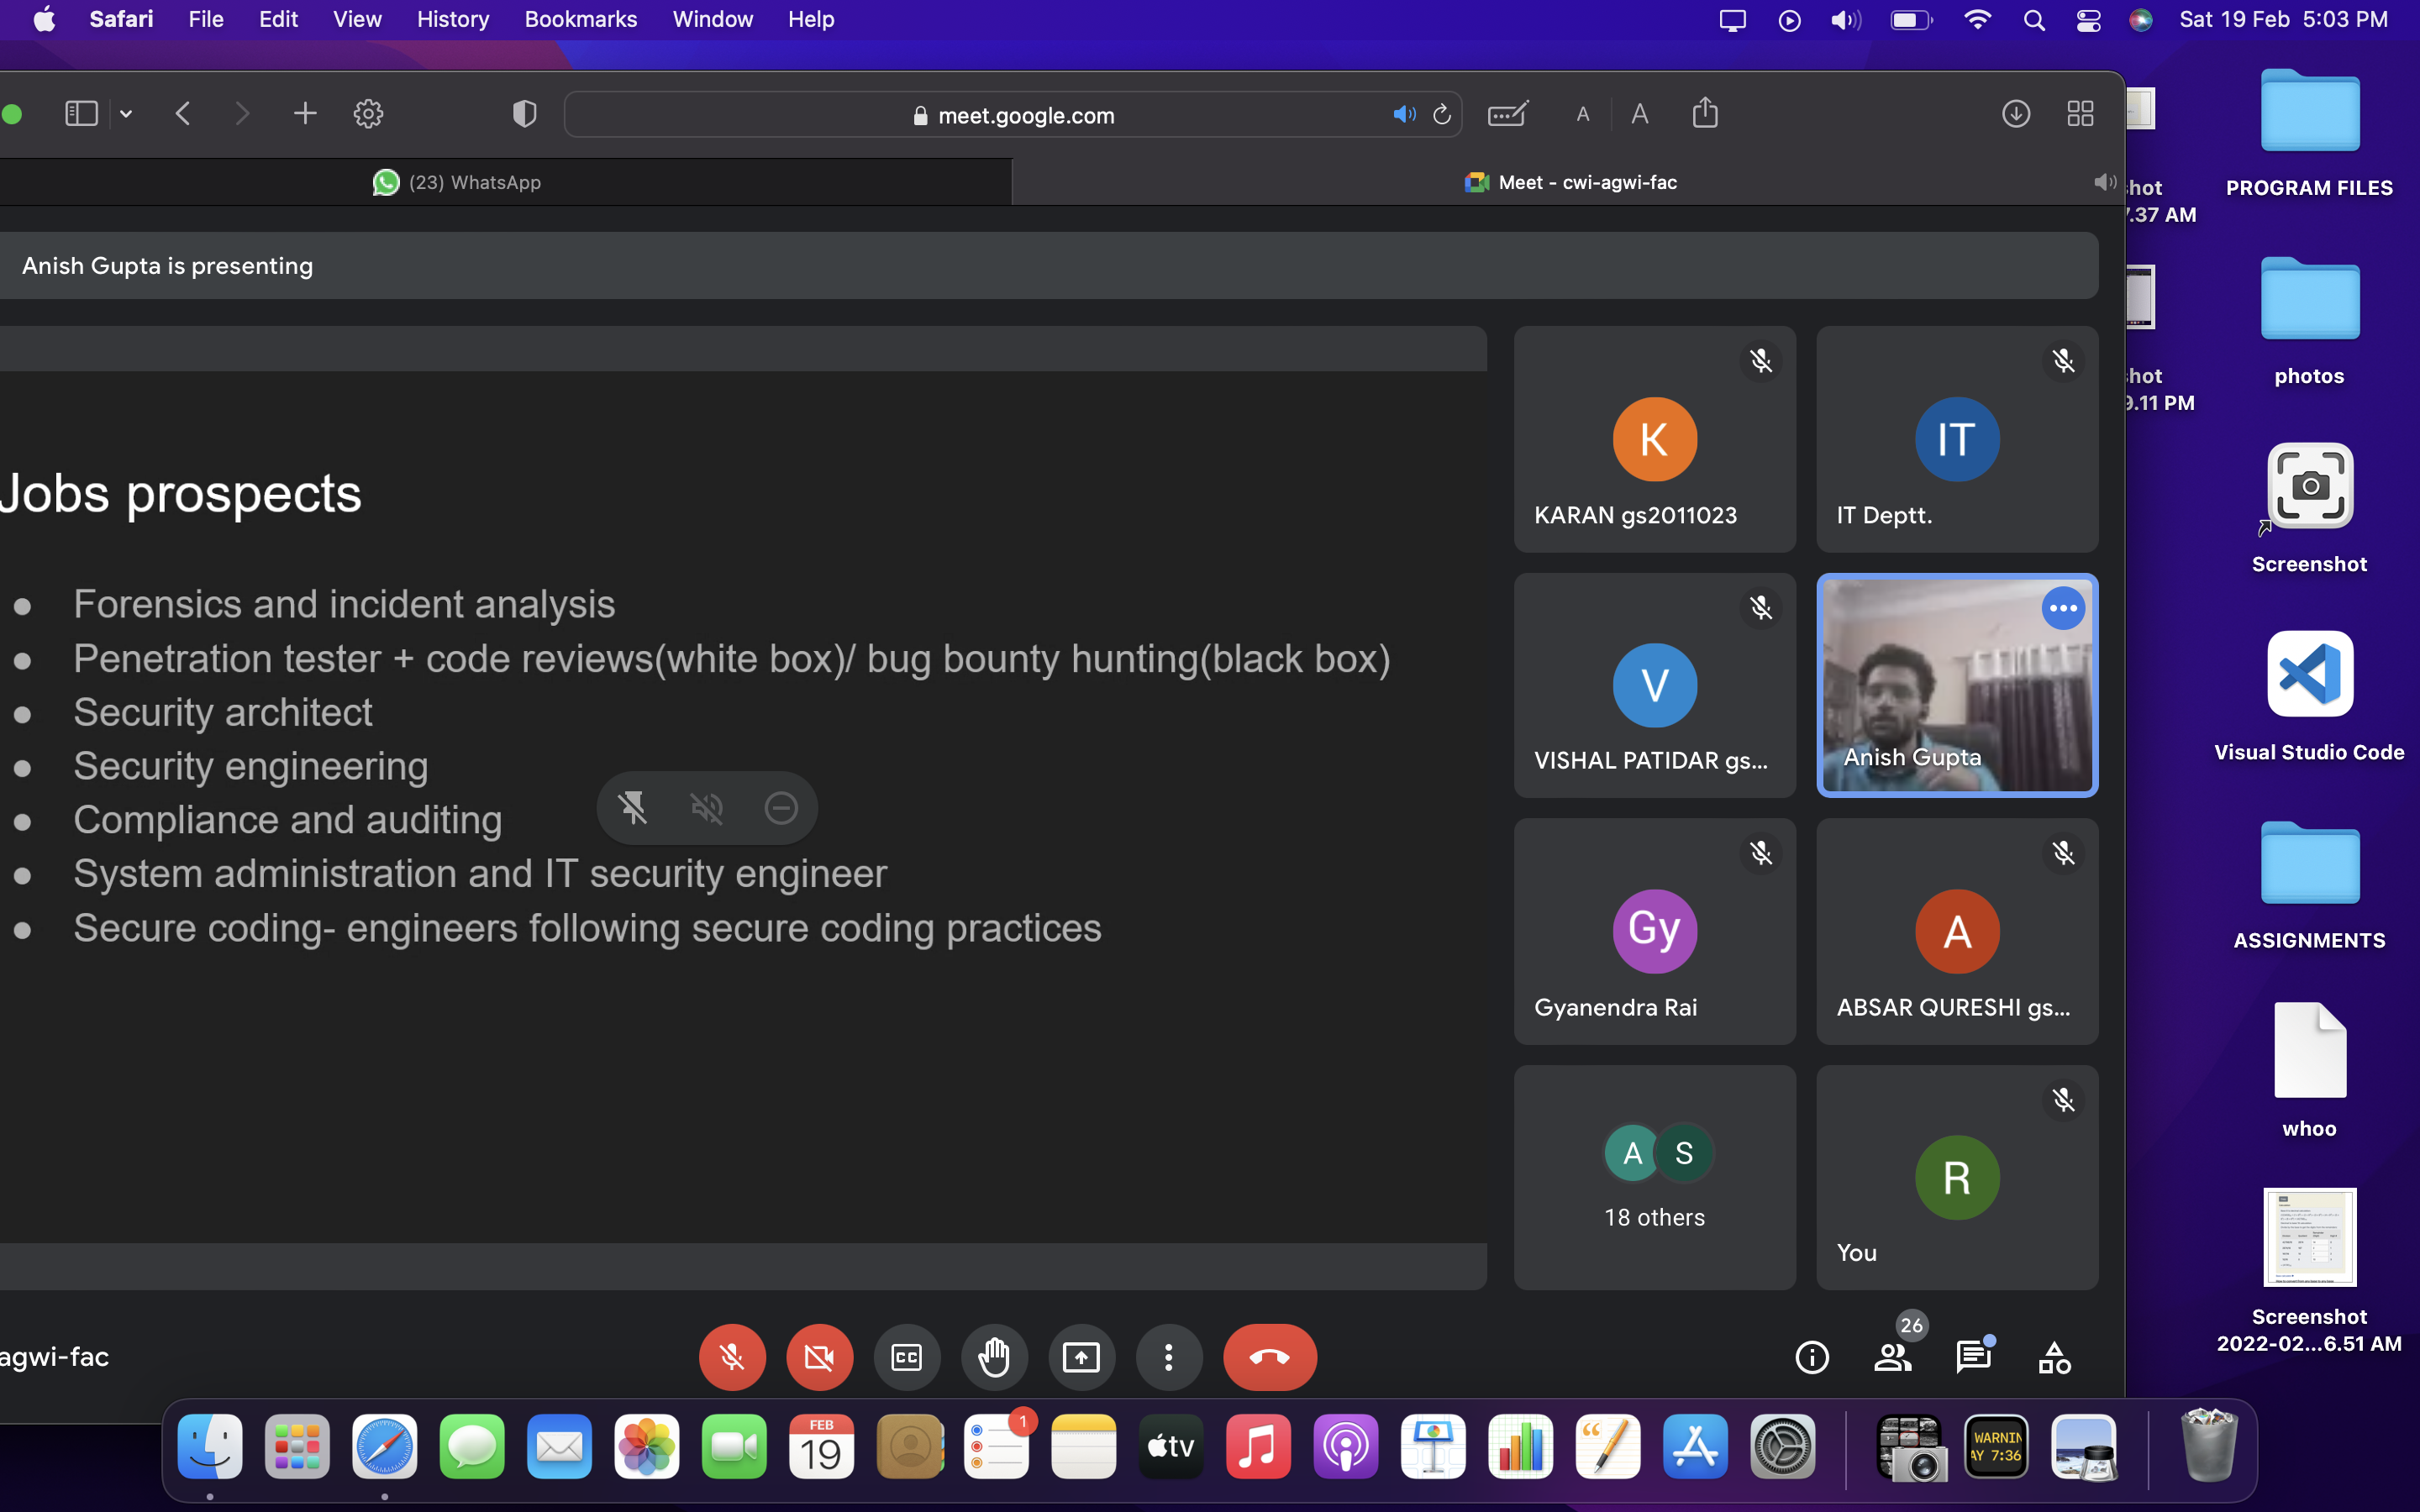 Safari File Edit View History Bookmarks Window Help Sat 19 Feb 5:03 PM
meet.google.com A A
(23) WhatsApp Meet - cwi-agwi-fac
Anish Gupta is presenting
Jobs prospects
Forensics and incident analysis
Penetration tester + code reviews(white box)/ bug bounty hunting(black box)
Security architect
Security engineering
Compliance and auditing
System administration and IT security engineer
Secure coding- engineers following secure coding practices
K
KARAN gs2011023
IT
IT Deptt.
V
VISHAL PATIDAR gs...
Anish Gupta
Gy
Gyanendra Rai
A
ABSAR QURESHI gs...
A S
18 others
R
You
agwi-fac
CC
26
hot
7.37 AM
hot
9.11 PM
PROGRAM FILES
photos
Screenshot
Visual Studio Code
ASSIGNMENTS
whoo
Screenshot
2022-02...6.51 AM
FEB
19
1
tv
WARNIN
AY 7:36